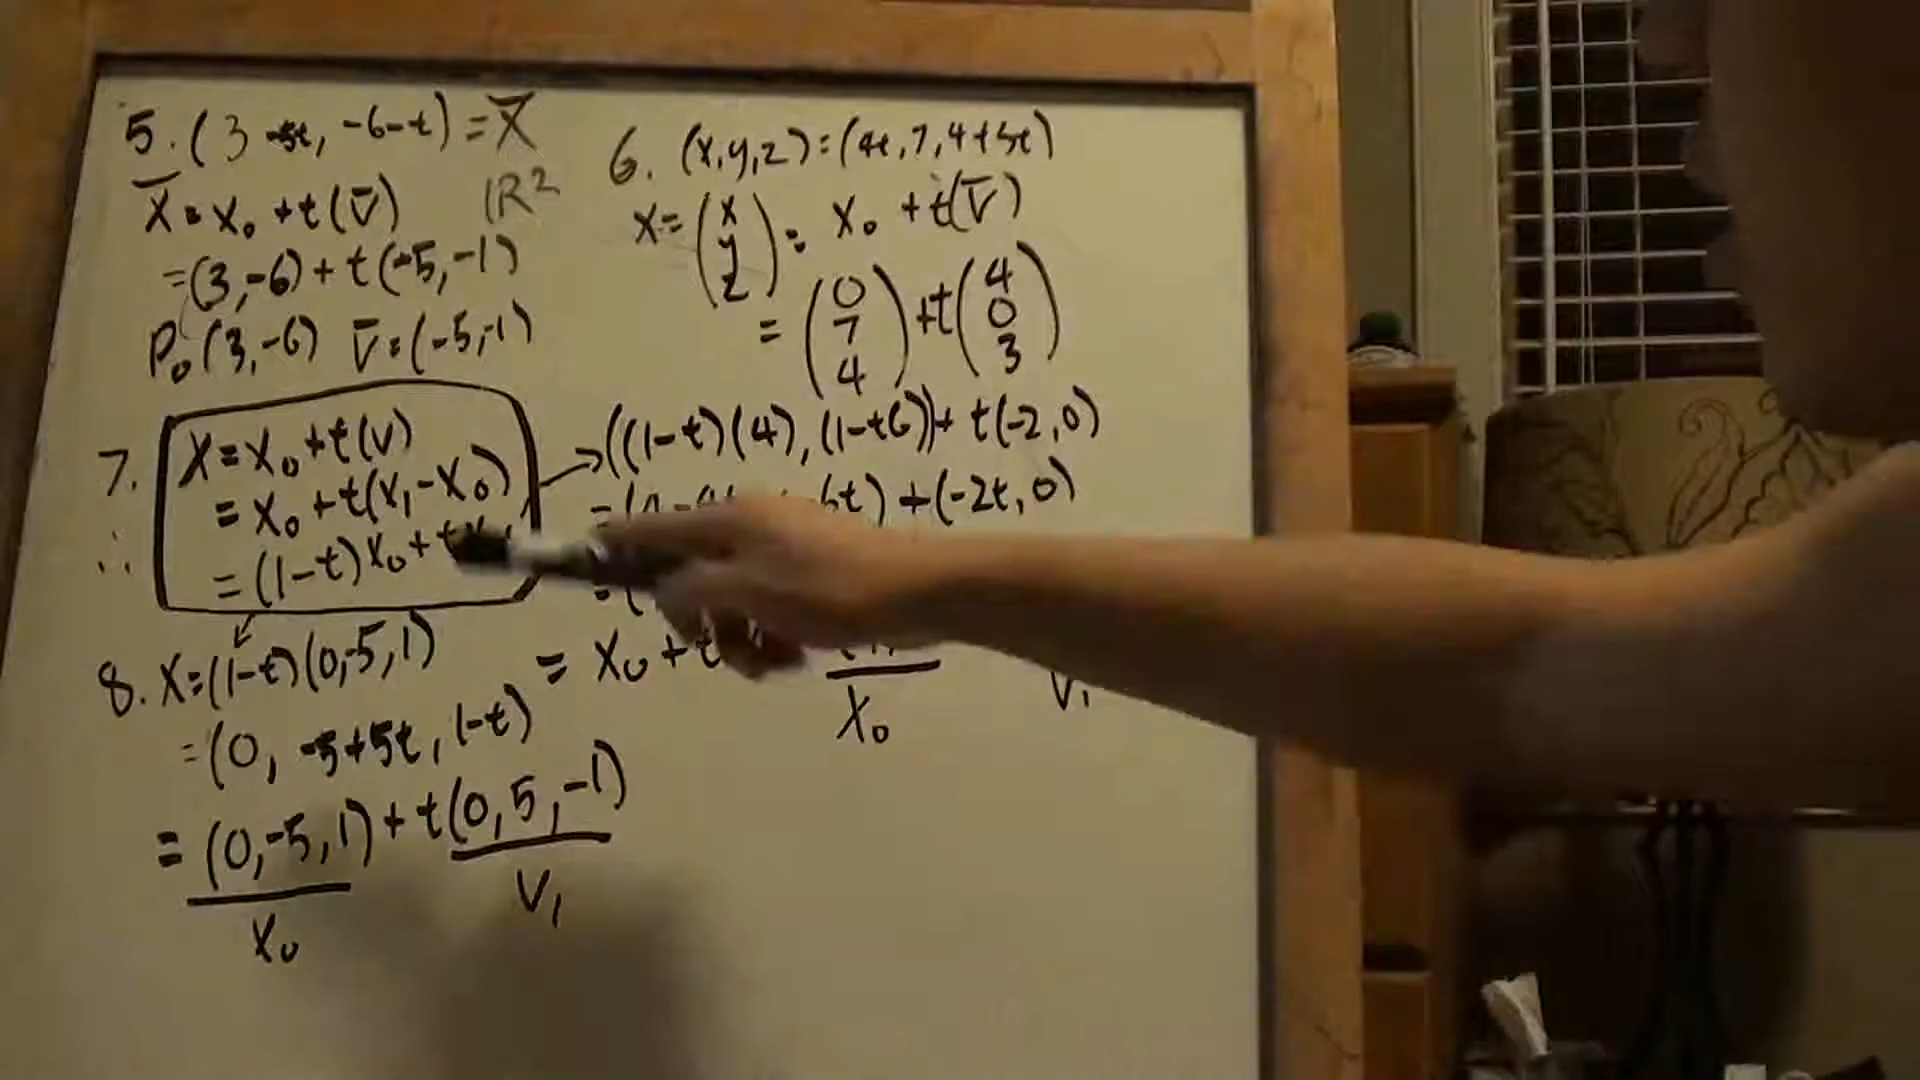 5. (3 -5t, -6-t) = X̄
X̄ = X₀ + t(V̄) ℝ²
= (3,-6) + t(-5,-1)
P₀(3,-6) V̄ = (-5,-1)
6. (x,y,z) = (4t,7,4+3t)
X = (x y z) = X₀ + t(V̄)
= (0 7 4) + t(4 0 3)
7. X = X₀ + t(V)
= X₀ + t(X₁-X₀)
∴ = (1-t)X₀ + t
→ ((1-t)(4), (1-t6)) + t(-2,0)
= 6t) + (-2t,0)
= (
= X₀ + t
X₀ V₁
8. X = (1-t)(0,-5,1)
= (0, -5+5t, 1-t)
= (0,-5,1) + t(0,5,-1)
X₀ V₁